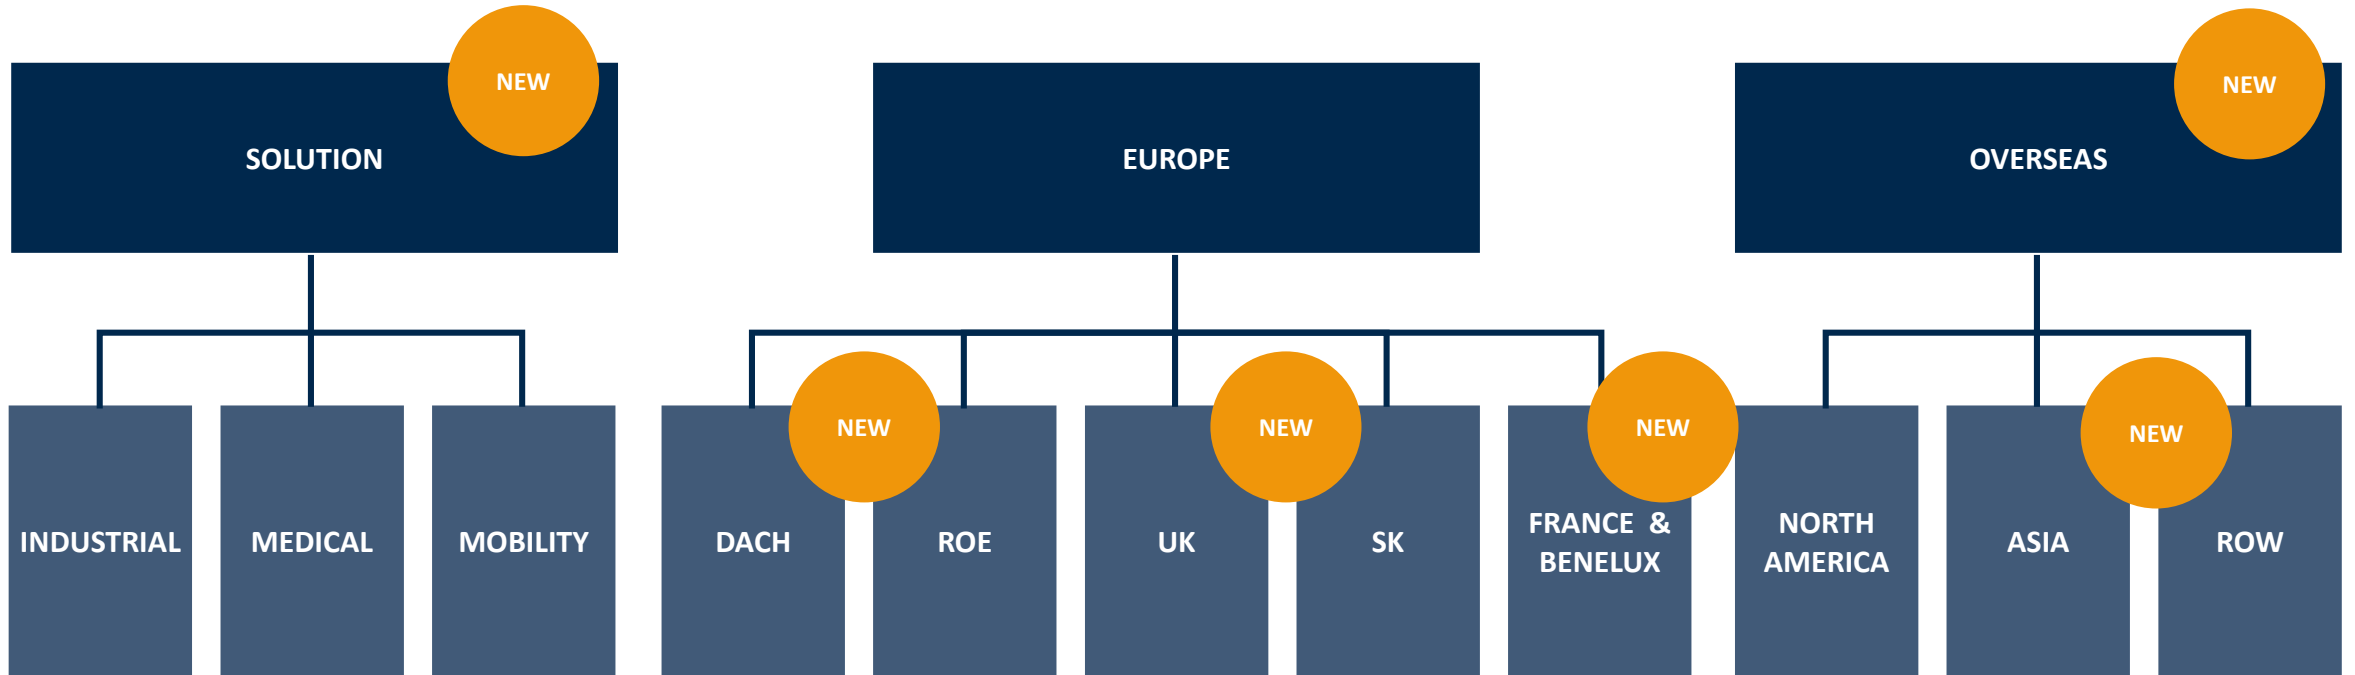 NEW
NEW
SOLUTION
EUROPE
OVERSEAS
NEW
NEW
NEW
NEW
INDUSTRIAL
MEDICAL
MOBILITY
DACH
ROE
UK
SK
FRANCE &
BENELUX
NORTH
AMERICA
ASIA
ROW